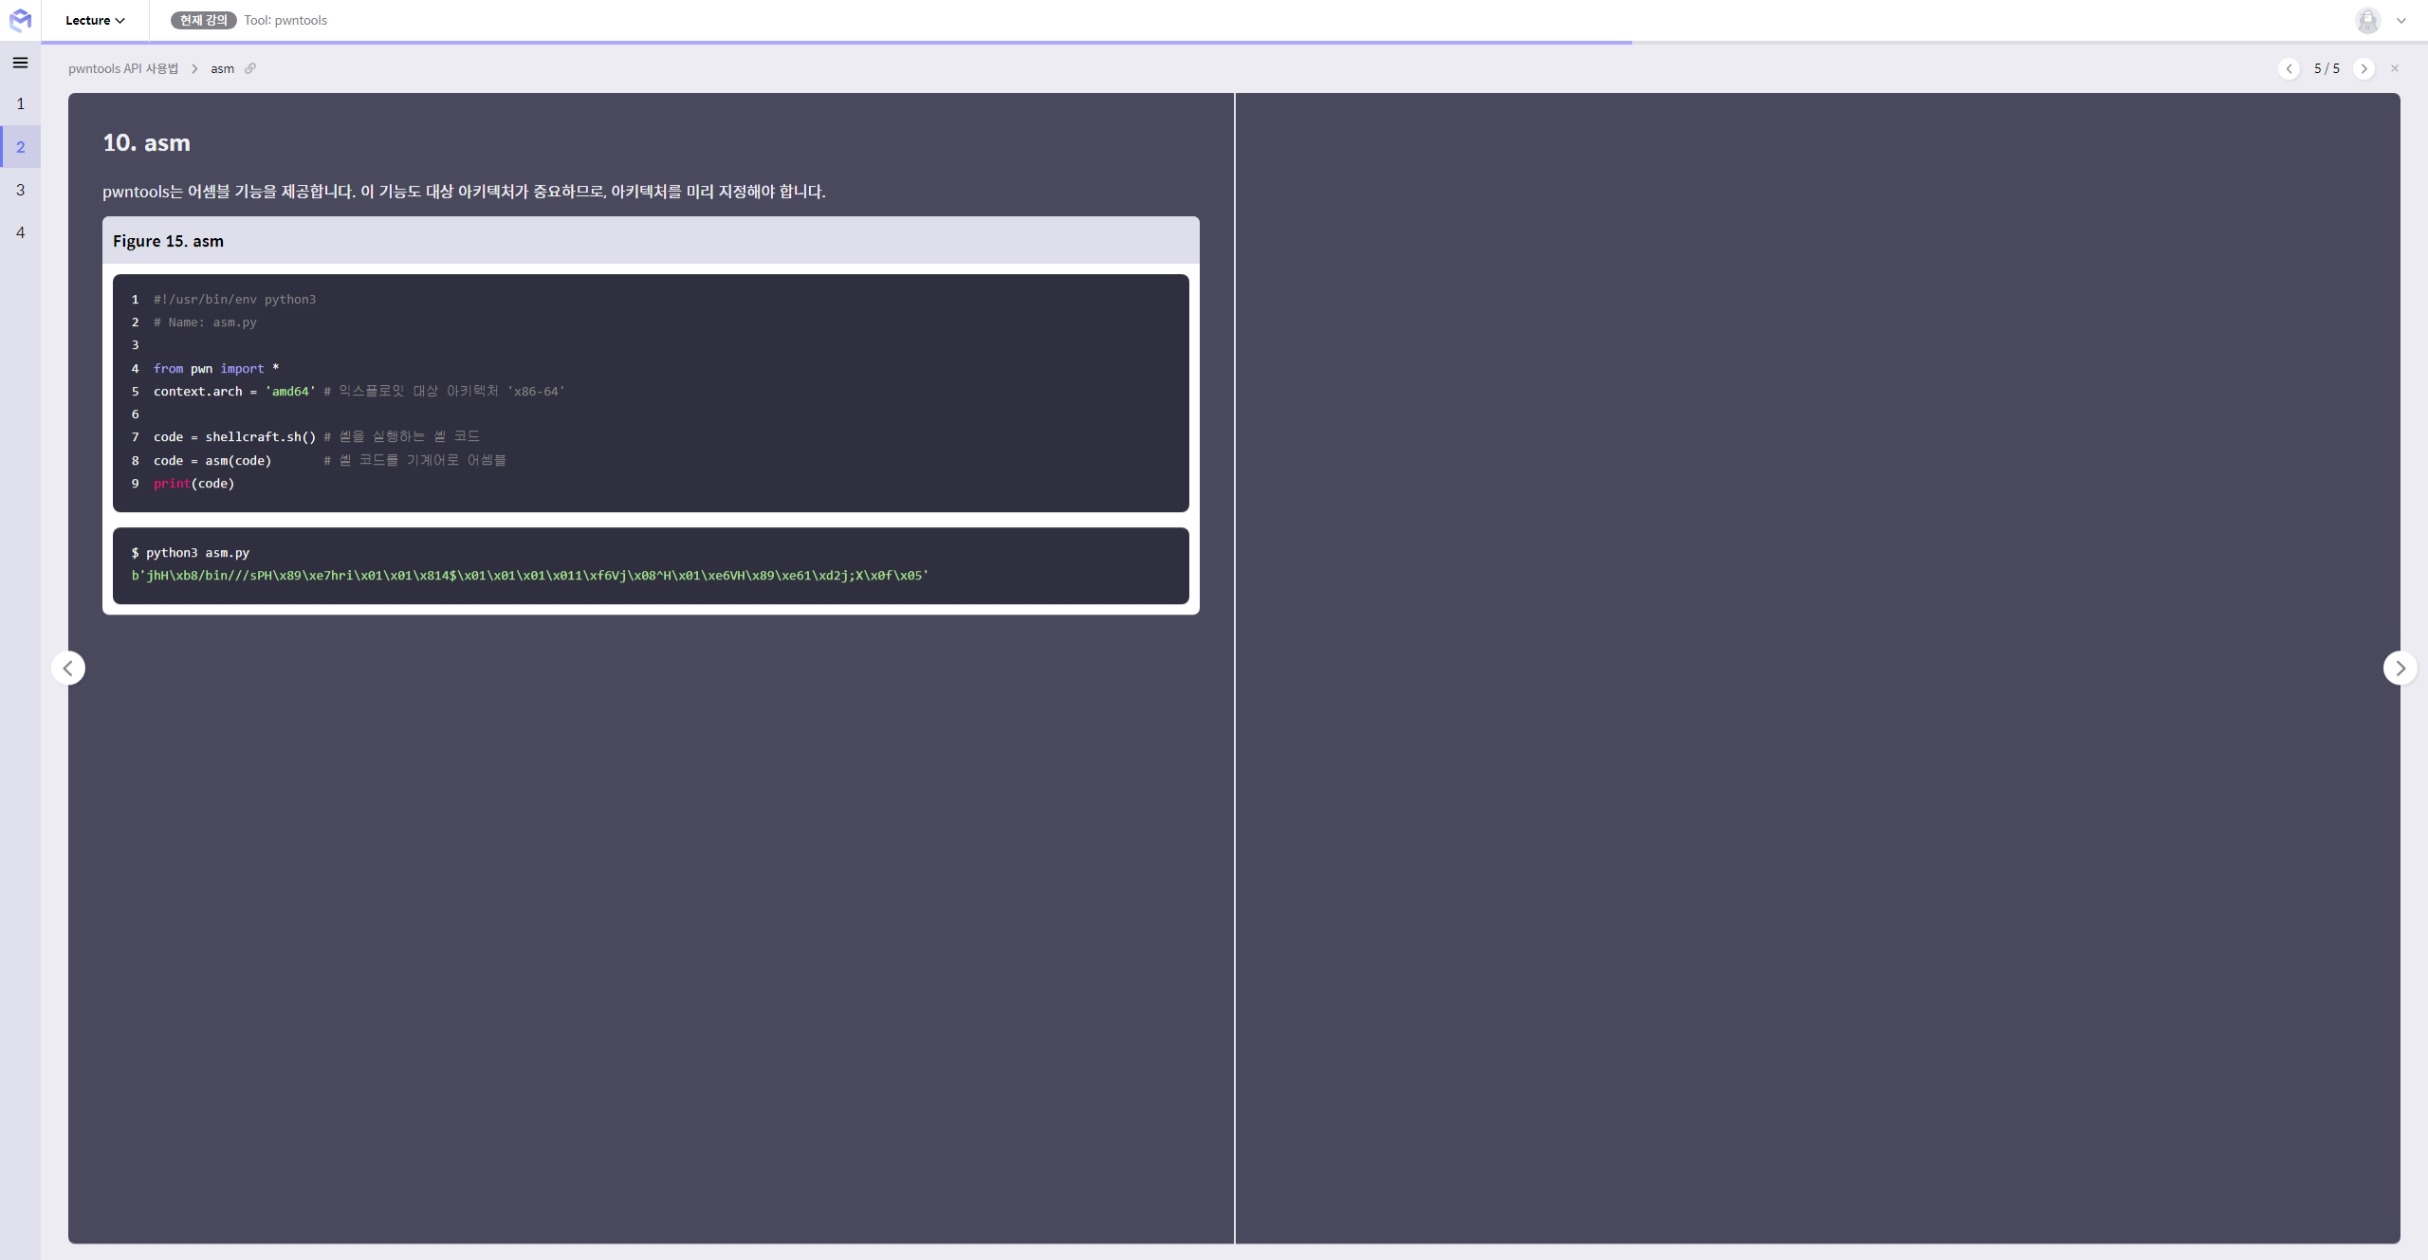 Lecture
현재 강의 Tool: pwntools
pwntools API 사용법 > asm
5 / 5
1
2
3
4
10. asm
pwntools는 어셈블 기능을 제공합니다. 이 기능도 대상 아키텍처가 중요하므로, 아키텍처를 미리 지정해야 합니다.
Figure 15. asm
1 #!/usr/bin/env python3
2 # Name: asm.py
3
4 from pwn import *
5 context.arch = 'amd64' # 익스플로잇 대상 아키텍처 'x86-64'
6
7 code = shellcraft.sh() # 셸을 실행하는 셸 코드
8 code = asm(code)       # 셸 코드를 기계어로 어셈블
9 print(code)
$ python3 asm.py
b'jhH\xb8/bin///sPH\x89\xe7hri\x01\x01\x814$\x01\x01\x01\x011\xf6Vj\x08^H\x01\xe6VH\x89\xe61\xd2j;X\x0f\x05'